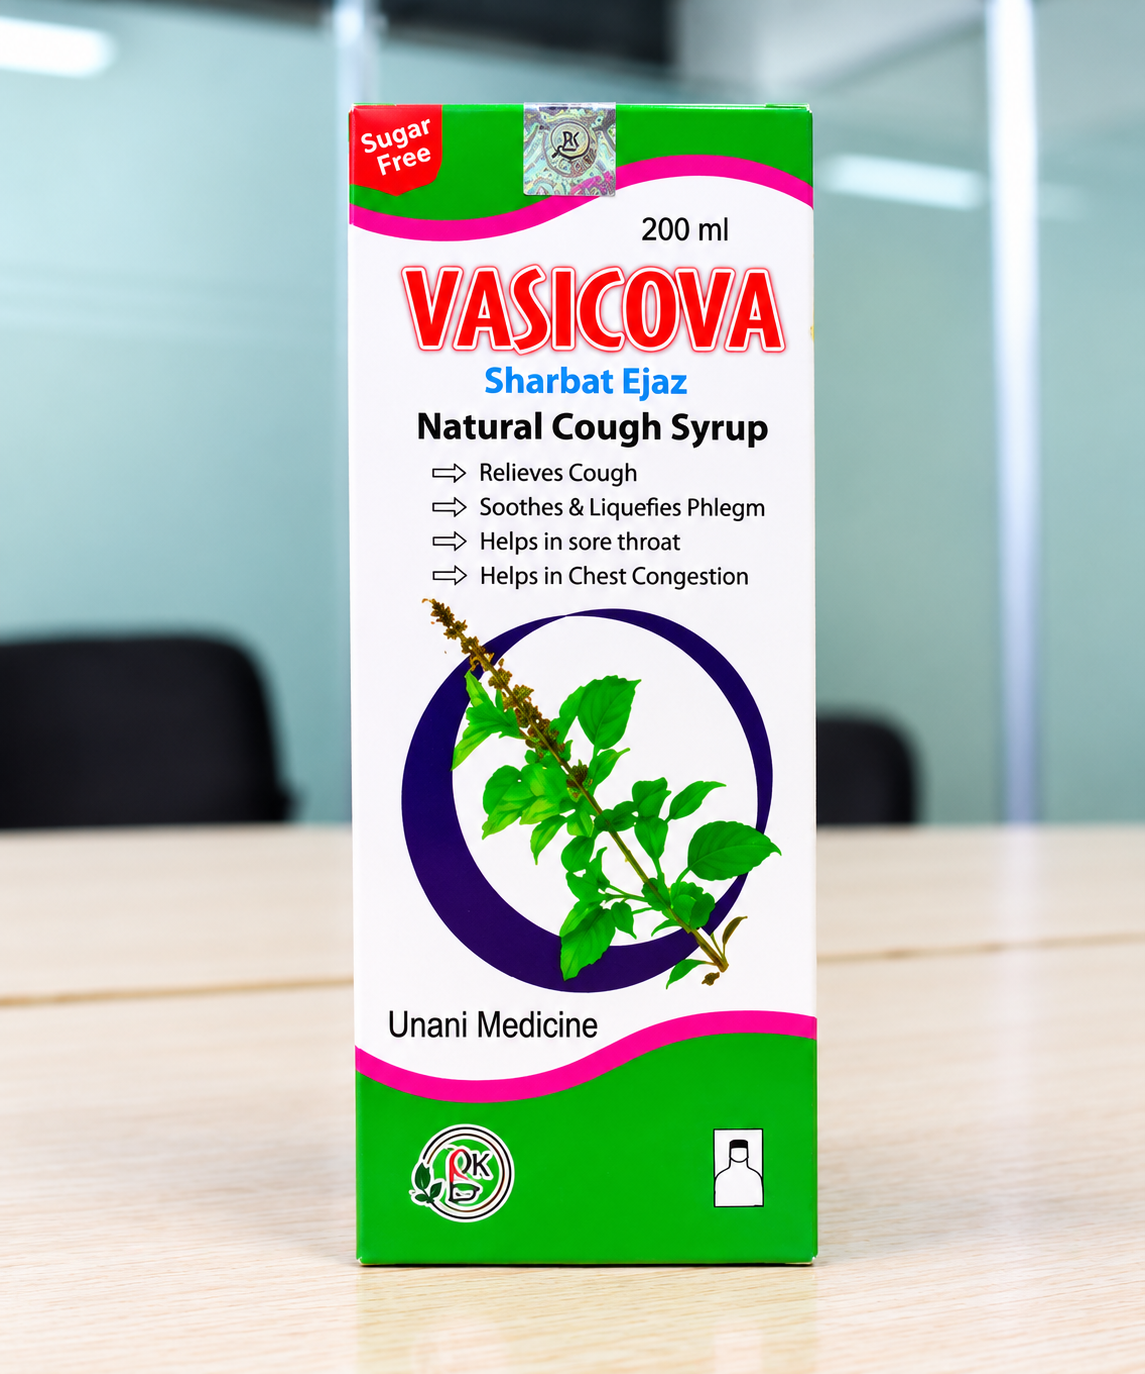 Sugar
Free
200 ml
VASICOVA
Sharbat Ejaz
Natural Cough Syrup
Relieves Cough
Soothes & Liquefies Phlegm
Helps in sore throat
Helps in Chest Congestion
Unani Medicine